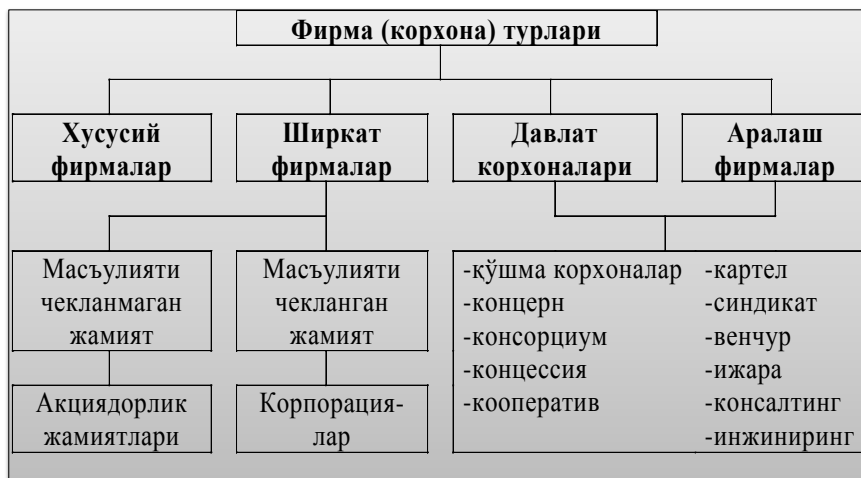 Фирма (корхона) турлари
Хусусий
фирмалар
Ширкат
фирмалар
Давлат
корхоналари
Аралаш
фирмалар
Масъулияти
чекланмаган
жамият
Масъулияти
чекланган
жамият
-қўшма корхоналар
-концерн
-консорциум
-концессия
-кооператив
-картел
-синдикат
-венчур
-ижара
-консалтинг
-инжиниринг
Акциядорлик
жамиятлари
Корпорация-
лар